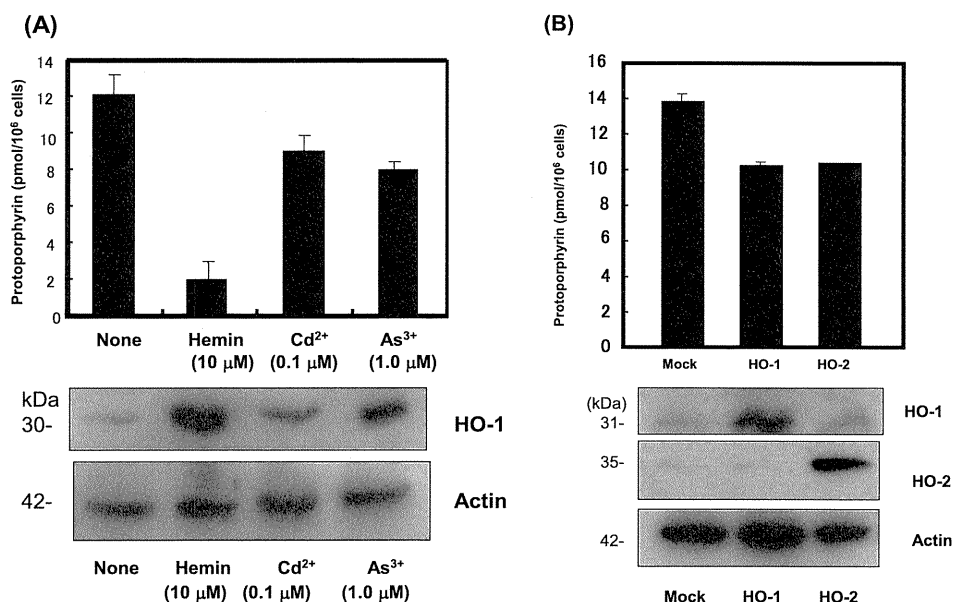 (A)
Protoporphyrin (pmol/10⁶ cells)
14
12
10
8
6
4
2
0
None Hemin Cd²⁺ As³⁺
(10 μM) (0.1 μM) (1.0 μM)
kDa
30-
HO-1
42-
Actin
None Hemin Cd²⁺ As³⁺
(10 μM) (0.1 μM) (1.0 μM)
(B)
Protoporphyrin (pmol/10⁶ cells)
16
14
12
10
8
6
4
2
0
Mock HO-1 HO-2
(kDa)
31-
HO-1
35-
HO-2
42-
Actin
Mock HO-1 HO-2